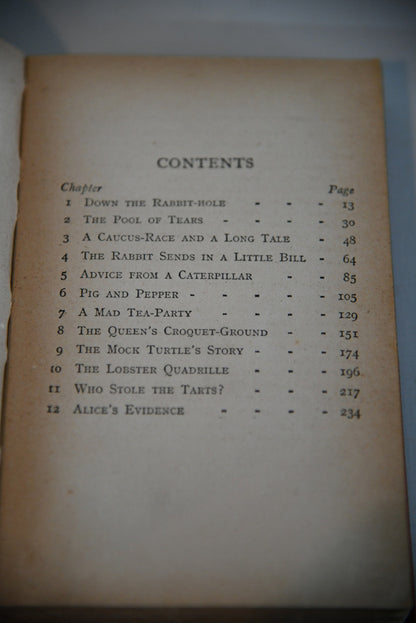 CONTENTS
Chapter Page
1 Down the Rabbit-hole - - - 13
2 The Pool of Tears - - - - 30
3 A Caucus-Race and a Long Tale - 48
4 The Rabbit Sends in a Little Bill - 64
5 Advice from a Caterpillar - - 85
6 Pig and Pepper - - - - - 105
7 A Mad Tea-Party - - - - 129
8 The Queen's Croquet-Ground - - 151
9 The Mock Turtle's Story - - - 174
10 The Lobster Quadrille - - - 196
11 Who Stole the Tarts? - - - 217
12 Alice's Evidence - - - - 234